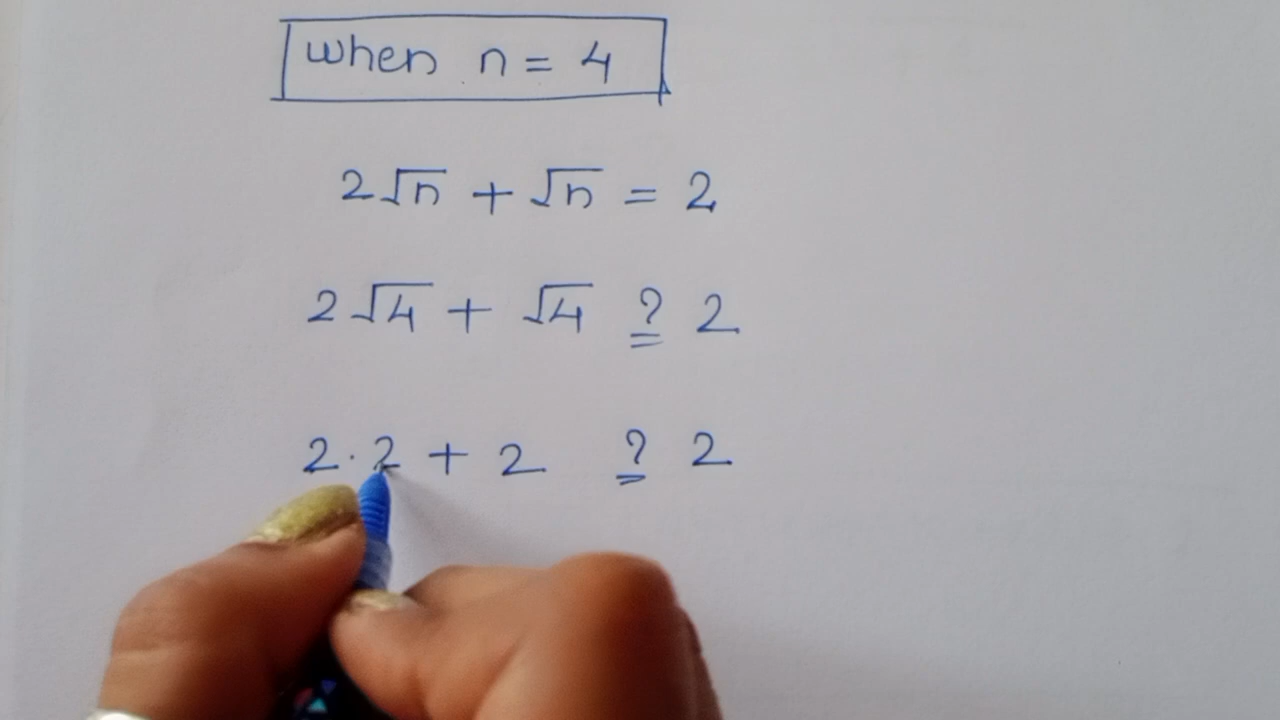 when n = 4
2√n + √n = 2
2√4 + √4 ≟ 2
2·2 + 2 ≟ 2